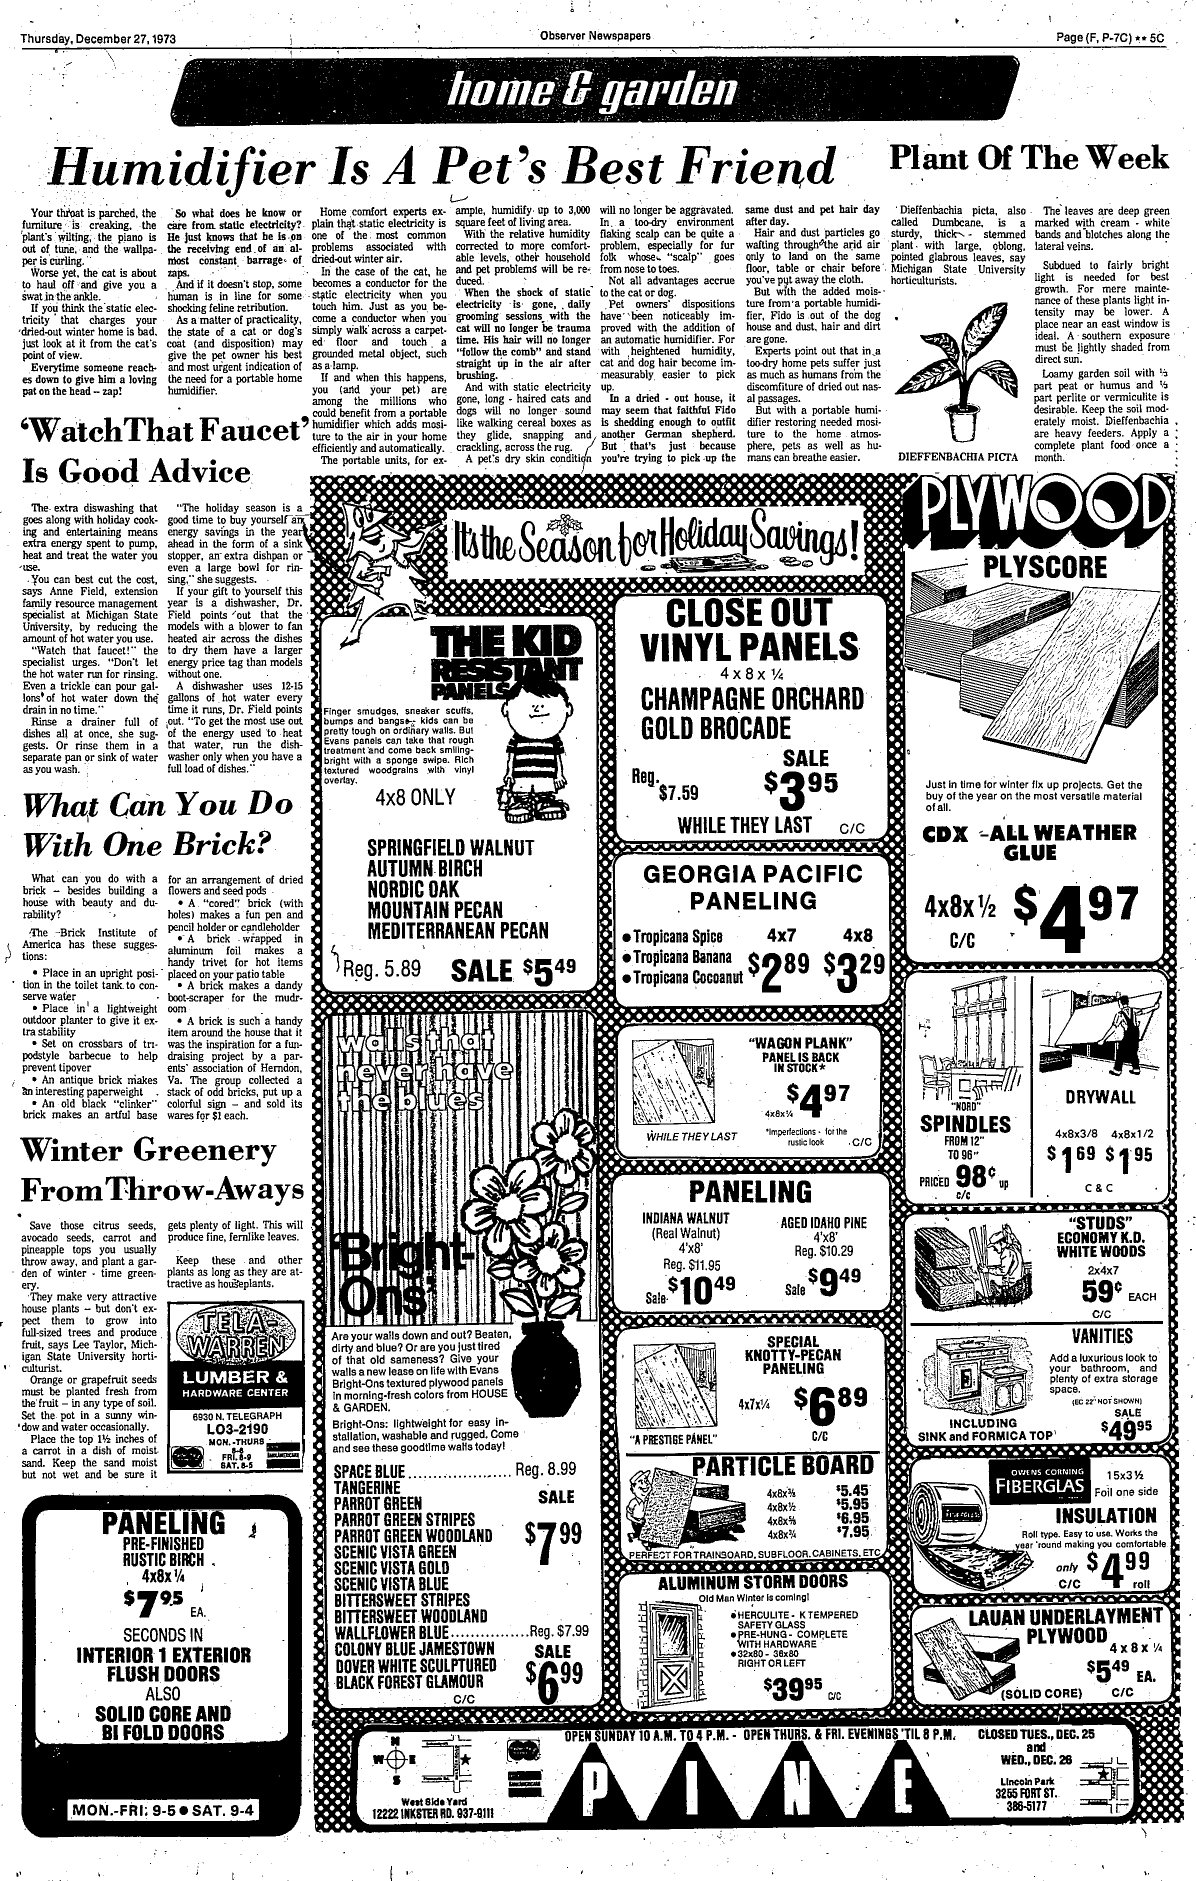 Thursday, December 27, 1973
Observer Newspapers
Page (F, P-7C) ★★ 5C
home & garden
Humidifier Is A Pet's Best Friend
Your throat is parched, the
furniture is creaking, the
plant's wilting, the piano is
out of tune, and the wallpa-
per is curling.
Worse yet, the cat is about
to haul off and give you a
swat in the ankle.
If you think the static elec-
tricity that charges your
dried-out winter home is bad,
just look at it from the cat's
point of view.
Everytime someone reach-
es down to give him a loving
pat on the head -- zap!
So what does he know or
care from static electricity?
He just knows that he is on
the receiving end of an al-
most constant barrage of
zaps.
And if it doesn't stop, some
human is in line for some
shocking feline retribution.
As a matter of practicality,
the state of a cat or dog's
coat (and disposition) may
give the pet owner his best
and most urgent indication of
the need for a portable home
humidifier.
Home comfort experts ex-
plain that static electricity is
one of the most common
problems associated with
dried-out winter air.
In the case of the cat, he
becomes a conductor for the
static electricity when you
touch him. Just as you be-
come a conductor when you
simply walk across a carpet-
ed floor and touch a
grounded metal object, such
as a lamp.
If and when this happens,
you (and your pet) are
among the millions who
could benefit from a portable
humidifier which adds mois-
ture to the air in your home
efficiently and automatically.
The portable units, for ex-
ample, humidify up to 3,000
square feet of living area.
With the relative humidity
corrected to more comfort-
able levels, other household
and pet problems will be re-
duced.
When the shock of static
electricity is gone, daily
grooming sessions with the
cat will no longer be trauma
time. His hair will no longer
"follow the comb" and stand
straight up in the air after
brushing.
And with static electricity
gone, long - haired cats and
dogs will no longer sound
like walking cereal boxes as
they glide, snapping and
crackling, across the rug.
A pet's dry skin condition
will no longer be aggravated.
In a too-dry environment
flaking scalp can be quite a
problem, especially for fur
folk whose "scalp" goes
from nose to toes.
Not all advantages accrue
to the cat or dog.
Pet owners' dispositions
have been noticeably im-
proved with the addition of
an automatic humidifier. For
with heightened humidity,
cat and dog hair become im-
measurably easier to pick
up.
In a dried - out house, it
may seem that faithful Fido
is shedding enough to outfit
another German shepherd.
But that's just because
you're trying to pick up the
same dust and pet hair day
after day.
Hair and dust particles go
wafting through the arid air
only to land on the same
floor, table or chair before
you've put away the cloth.
But with the added mois-
ture from a portable humidi-
fier, Fido is out of the dog
house and dust, hair and dirt
are gone.
Experts point out that in a
too-dry home pets suffer just
as much as humans from the
discomfiture of dried out nas-
al passages.
But with a portable humi-
difier restoring needed mois-
ture to the home atmos-
phere, pets as well as hu-
mans can breathe easier.
Plant Of The Week
Dieffenbachia picta, also
called Dumbcane, is a
sturdy, thick - stemmed
plant with large, oblong,
pointed glabrous leaves, say
Michigan State University
horticulturists.
DIEFFENBACHIA PICTA
The leaves are deep green
marked with cream - white
bands and blotches along the
lateral veins.
Subdued to fairly bright
light is needed for best
growth. For mere mainte-
nance of these plants light in-
tensity may be lower. A
place near an east window is
ideal. A southern exposure
must be lightly shaded from
direct sun.
Loamy garden soil with ⅓
part peat or humus and ⅓
part perlite or vermiculite is
desirable. Keep the soil mod-
erately moist. Dieffenbachia
are heavy feeders. Apply a
complete plant food once a
month.
'Watch That Faucet'
Is Good Advice
The extra diswashing that
goes along with holiday cook-
ing and entertaining means
extra energy spent to pump,
heat and treat the water you
use.
You can best cut the cost,
says Anne Field, extension
family resource management
specialist at Michigan State
University, by reducing the
amount of hot water you use.
"Watch that faucet!" the
specialist urges. "Don't let
the hot water run for rinsing.
Even a trickle can pour gal-
lons of hot water down the
drain in no time."
Rinse a drainer full of
dishes all at once, she sug-
gests. Or rinse them in a
separate pan or sink of water
as you wash.
"The holiday season is a
good time to buy yourself an
energy savings in the year
ahead in the form of a sink
stopper, an extra dishpan or
even a large bowl for rin-
sing," she suggests.
If your gift to yourself this
year is a dishwasher, Dr.
Field points out that the
models with a blower to fan
heated air across the dishes
to dry them have a larger
energy price tag than models
without one.
A dishwasher uses 12-15
gallons of hot water every
time it runs, Dr. Field points
out. "To get the most use out
of the energy used to heat
that water, run the dish-
washer only when you have a
full load of dishes."
What Can You Do
With One Brick?
What can you do with a
brick -- besides building a
house with beauty and du-
rability?
The Brick Institute of
America has these sugges-
tions:
• Place in an upright posi-
tion in the toilet tank to con-
serve water
• Place in a lightweight
outdoor planter to give it ex-
tra stability
• Set on crossbars of tri-
podstyle barbecue to help
prevent tipover
• An antique brick makes
an interesting paperweight
• An old black "clinker"
brick makes an artful base
for an arrangement of dried
flowers and seed pods
• A "cored" brick (with
holes) makes a fun pen and
pencil holder or candleholder
• A brick wrapped in
aluminum foil makes a
handy trivet for hot items
placed on your patio table
• A brick makes a dandy
boot-scraper for the mudr-
oom
• A brick is such a handy
item around the house that it
was the inspiration for a fun-
draising project by a par-
ents' association of Herndon,
Va. The group collected a
stack of odd bricks, put up a
colorful sign -- and sold its
wares for $1 each.
Winter Greenery
From Throw-Aways
Save those citrus seeds,
avocado seeds, carrot and
pineapple tops you usually
throw away, and plant a gar-
den of winter - time green-
ery.
They make very attractive
house plants -- but don't ex-
pect them to grow into
full-sized trees and produce
fruit, says Lee Taylor, Mich-
igan State University horti-
culturist.
Orange or grapefruit seeds
must be planted fresh from
the fruit - in any type of soil.
Set the pot in a sunny win-
dow and water occasionally.
Place the top 1½ inches of
a carrot in a dish of moist
sand. Keep the sand moist
but not wet and be sure it
gets plenty of light. This will
produce fine, fernlike leaves.
Keep these and other
plants as long as they are at-
tractive as houseplants.
TELA-
WARREN
LUMBER &
HARDWARE CENTER
6930 N. TELEGRAPH
LO3-2190
MON.-THURS
8-6
FRI. 8-9
SAT. 8-5
PANELING
PRE-FINISHED
RUSTIC BIRCH
4x8x¼
$7.95 EA.
SECONDS IN
INTERIOR 1 EXTERIOR
FLUSH DOORS
ALSO
SOLID CORE AND
BI FOLD DOORS
MON.-FRI: 9-5 ● SAT. 9-4
It's the Season for Holiday Savings!
THE KID
RESISTANT
PANELS
Finger smudges, sneaker scuffs,
bumps and bangs - kids can be
pretty tough on ordinary walls. But
Evans panels can take that rough
treatment and come back smiling-
bright with a sponge swipe. Rich
textured woodgrains with vinyl
overlay.
4x8 ONLY
SPRINGFIELD WALNUT
AUTUMN BIRCH
NORDIC OAK
MOUNTAIN PECAN
MEDITERRANEAN PECAN
Reg. 5.89 SALE $5.49
walls that
never have
the blues
Bright-
Ons
Are your walls down and out? Beaten,
dirty and blue? Or are you just tired
of that old sameness? Give your
walls a new lease on life with Evans
Bright-Ons textured plywood panels
in morning-fresh colors from HOUSE
& GARDEN.
Bright-Ons: lightweight for easy in-
stallation, washable and rugged. Come
and see these goodtime walls today!
SPACE BLUE ..................... Reg. 8.99
TANGERINE
PARROT GREEN
PARROT GREEN STRIPES
PARROT GREEN WOODLAND
SCENIC VISTA GREEN
SCENIC VISTA GOLD
SCENIC VISTA BLUE
BITTERSWEET STRIPES
BITTERSWEET WOODLAND
SALE
$7.99
WALLFLOWER BLUE ................ Reg. $7.99
COLONY BLUE JAMESTOWN
DOVER WHITE SCULPTURED
BLACK FOREST GLAMOUR
SALE
$6.99
C/C
CLOSE OUT
VINYL PANELS
4 x 8 x ¼
CHAMPAGNE ORCHARD
GOLD BROCADE
Reg. $7.59
SALE
$3.95
WHILE THEY LAST C/C
GEORGIA PACIFIC
PANELING
4x7 4x8
● Tropicana Spice
● Tropicana Banana
● Tropicana Cocoanut
$2.89 $3.29
"WAGON PLANK"
PANEL IS BACK
IN STOCK*
4x8x¼ $4.97
WHILE THEY LAST
*Imperfections - for the
rustic look C/C
PANELING
INDIANA WALNUT
(Real Walnut)
4'x8'
Reg. $11.95
Sale $10.49
AGED IDAHO PINE
4'x8'
Reg. $10.29
Sale $9.49
SPECIAL
KNOTTY-PECAN
PANELING
4x7x¼ $6.89
C/C
"A PRESTIGE PANEL"
PARTICLE BOARD
4x8x⅜ $5.45
4x8x½ $5.95
4x8x⅝ $6.95
4x8x¾ $7.95
PERFECT FOR TRAINBOARD, SUBFLOOR, CABINETS, ETC
ALUMINUM STORM DOORS
Old Man Winter is coming!
● HERCULITE - K TEMPERED
SAFETY GLASS
● PRE-HUNG - COMPLETE
WITH HARDWARE
● 32x80 - 36x80
RIGHT OR LEFT
$39.95 C/C
PLYWOOD
PLYSCORE
Just in time for winter fix up projects. Get the
buy of the year on the most versatile material
of all.
CDX - ALL WEATHER
GLUE
4x8x½ $4.97
C/C
"NORD"
SPINDLES
FROM 12"
TO 96"
PRICED 98¢ up
C/C
DRYWALL
4x8x3/8 4x8x1/2
$1.69 $1.95
C & C
"STUDS"
ECONOMY K.D.
WHITE WOODS
2x4x7
59¢ EACH
C/C
VANITIES
Add a luxurious look to
your bathroom, and
plenty of extra storage
space.
(EC 22" NOT SHOWN)
INCLUDING
SINK and FORMICA TOP
SALE
$49.95
OWENS CORNING
FIBERGLAS
15x3½
Foil one side
INSULATION
Roll type. Easy to use. Works the
year 'round making you comfortable
only $4.99 roll
C/C
LAUAN UNDERLAYMENT
PLYWOOD
4 x 8 x ¼
$5.49 EA.
(SOLID CORE) C/C
OPEN SUNDAY 10 A.M. TO 4 P.M. - OPEN THURS. & FRI. EVENINGS 'TIL 8 P.M.
CLOSED TUES., DEC. 25
and
WED., DEC. 26
N
W E
S
West Side Yard
12222 INKSTER RD. 937-9111
PINE
Lincoln Park
3255 FORT ST.
386-5177